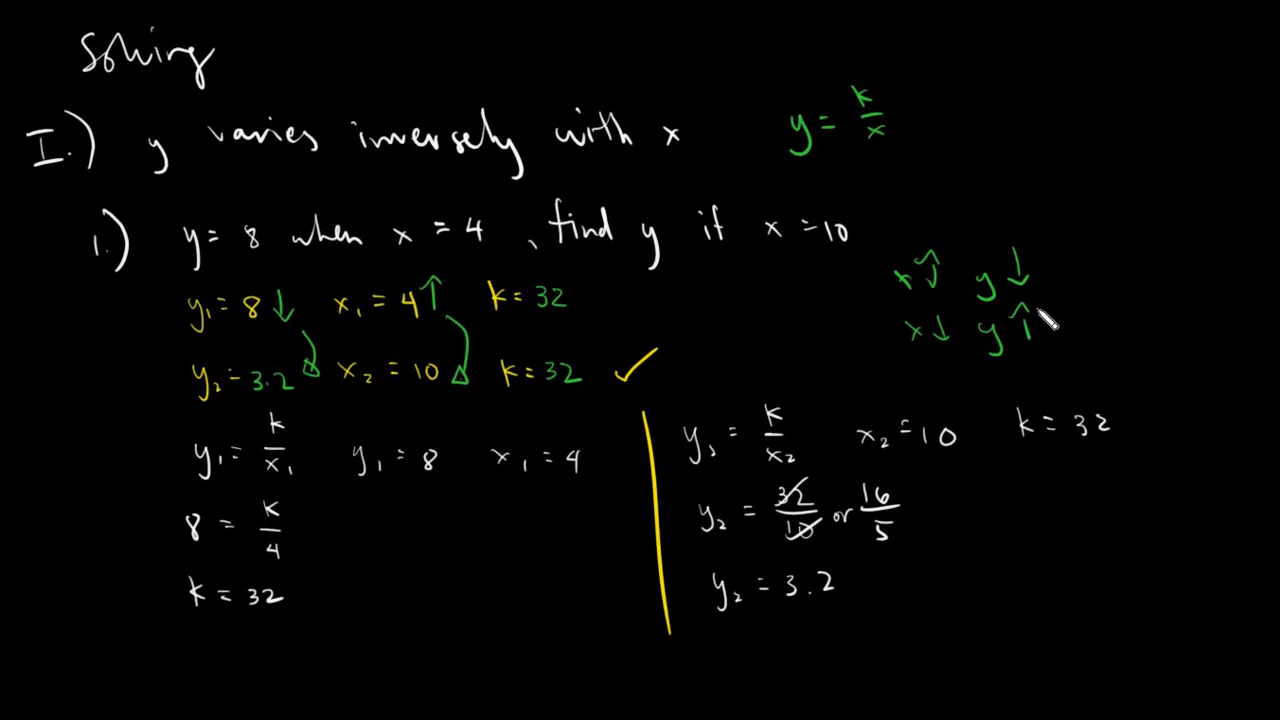 Solving
I.) y varies inversely with x y = k/x
1.) y = 8 when x = 4 , find y if x = 10
x↑ y↓
y₁ = 8 ↓ x₁ = 4 ↑ k = 32
x↓ y↑
y₂ = 3.2 x₂ = 10 k = 32 ✓
y₁ = k/x₁ y₁ = 8 x₁ = 4
8 = k/4
k = 32
y₂ = k/x₂ x₂ = 10 k = 32
y₂ = 32/10 or 16/5
y₂ = 3.2